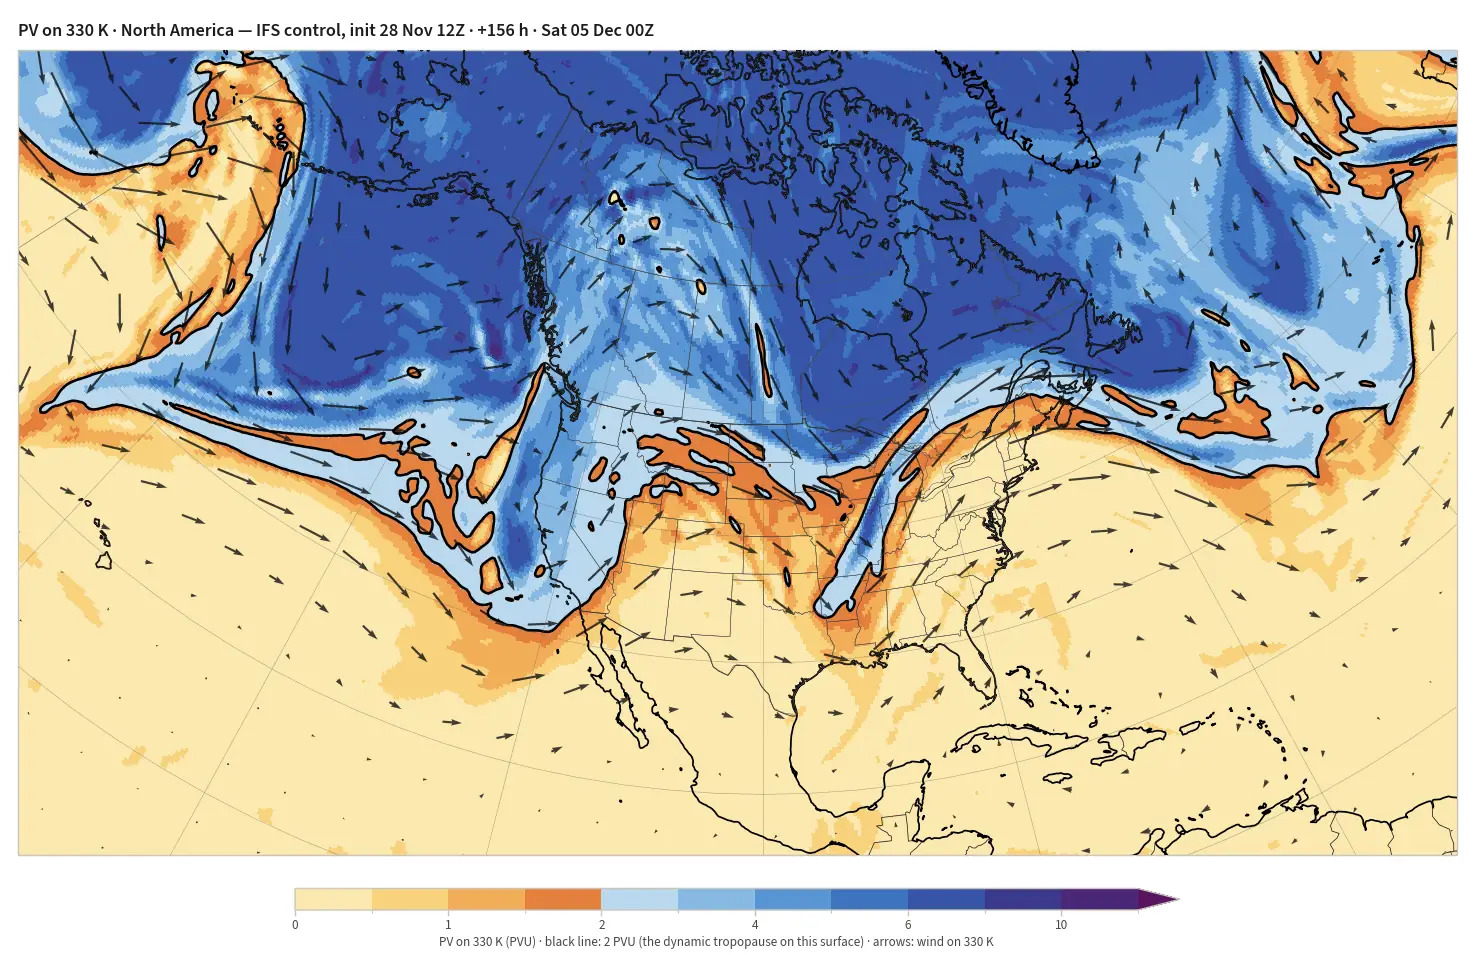 PV on 330 K · North America — IFS control, init 28 Nov 12Z · +156 h · Sat 05 Dec 00Z
0 1 2 4 6 10
PV on 330 K (PVU) · black line: 2 PVU (the dynamic tropopause on this surface) · arrows: wind on 330 K